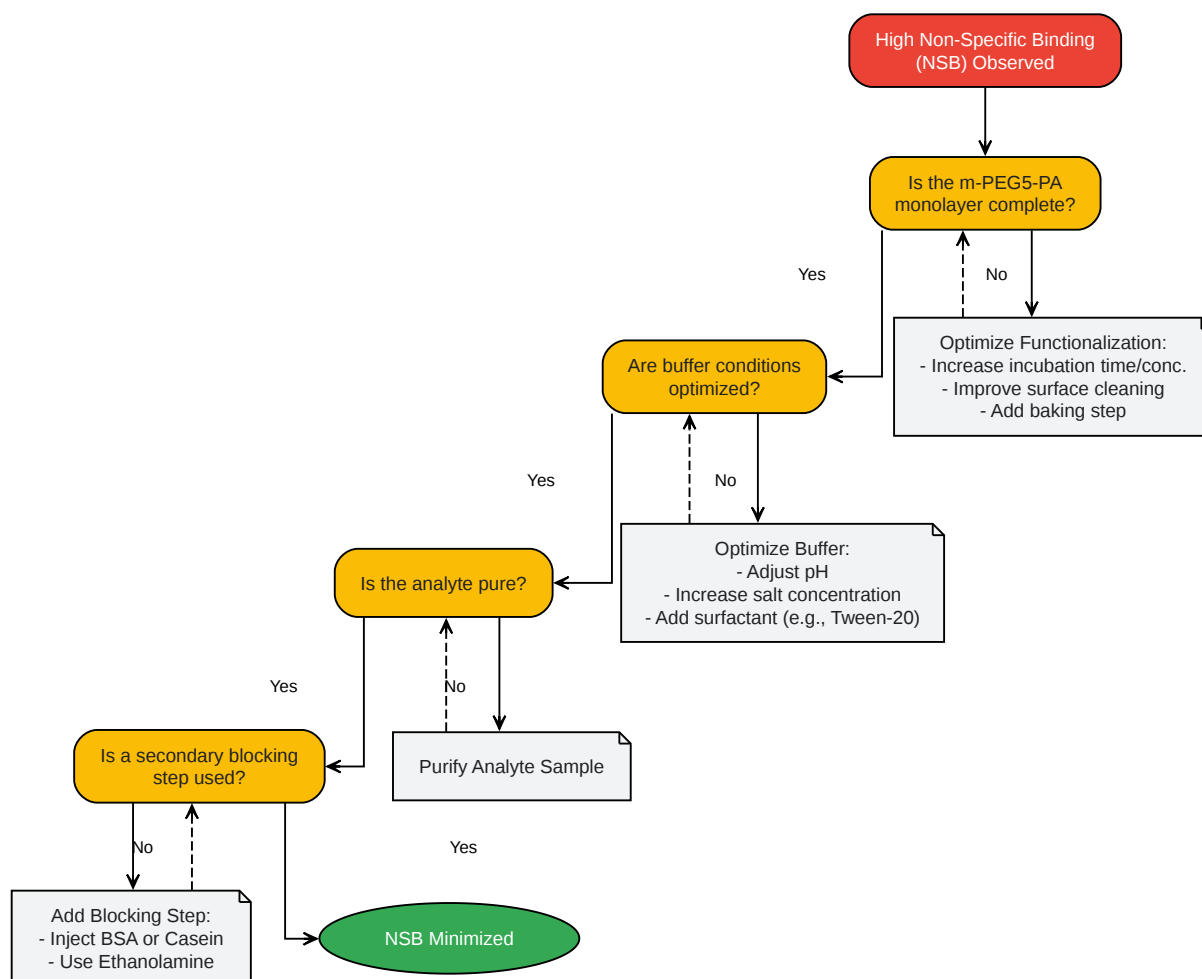 High Non-Specific Binding
(NSB) Observed
Is the m-PEG5-PA
monolayer complete?
Yes
No
Optimize Functionalization:
- Increase incubation time/conc.
- Improve surface cleaning
- Add baking step
Are buffer conditions
optimized?
Yes
No
Optimize Buffer:
- Adjust pH
- Increase salt concentration
- Add surfactant (e.g., Tween-20)
Is the analyte pure?
Yes
No
Purify Analyte Sample
Is a secondary blocking
step used?
No
Yes
Add Blocking Step:
- Inject BSA or Casein
- Use Ethanolamine
NSB Minimized